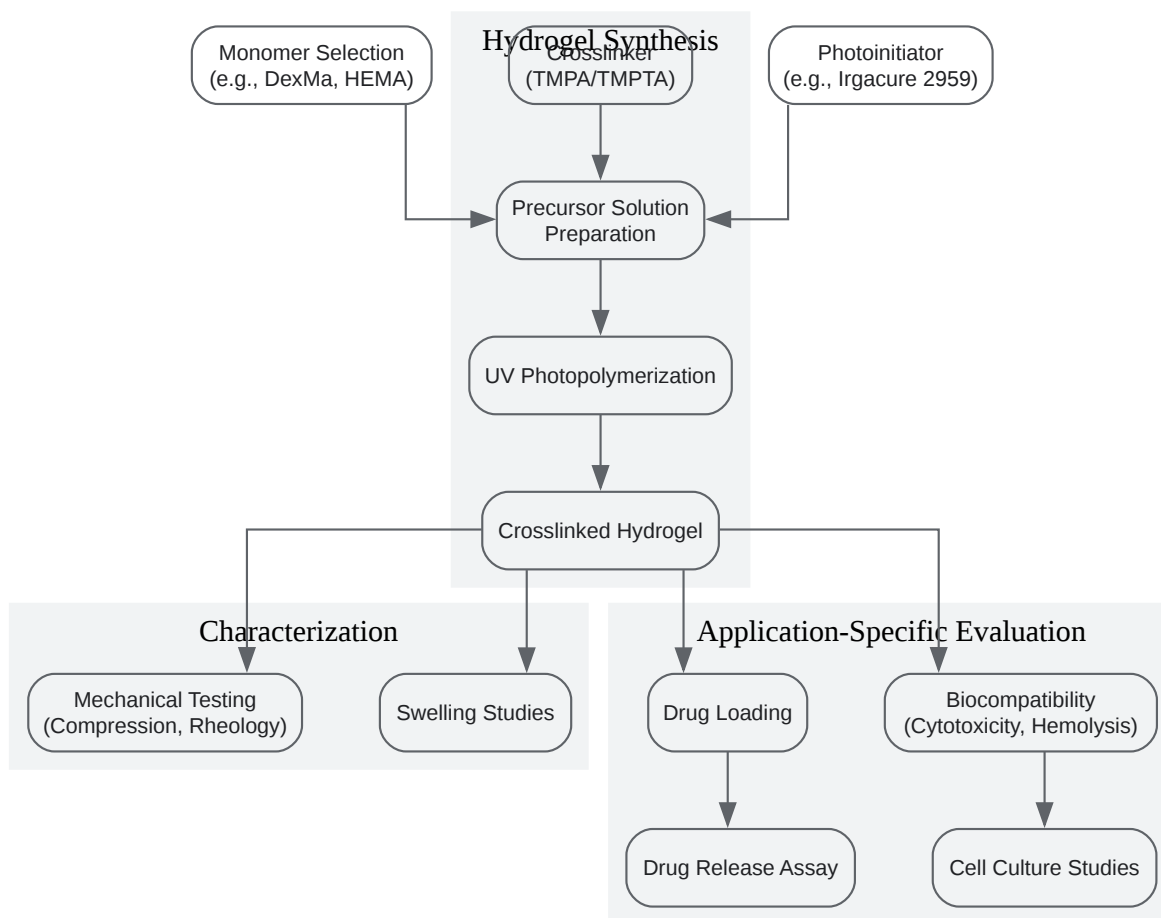 Hydrogel Synthesis
Monomer Selection
(e.g., DexMa, HEMA)
Crosslinker
(TMPA/TMPTA)
Photoinitiator
(e.g., Irgacure 2959)
Precursor Solution
Preparation
UV Photopolymerization
Crosslinked Hydrogel
Characterization
Mechanical Testing
(Compression, Rheology)
Swelling Studies
Application-Specific Evaluation
Drug Loading
Biocompatibility
(Cytotoxicity, Hemolysis)
Drug Release Assay
Cell Culture Studies